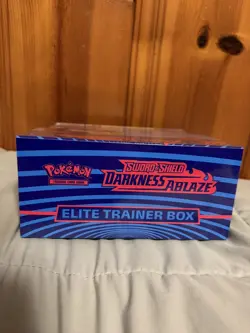 Pokémon
TRADING CARD GAME
SWORD & SHIELD
DARKNESS ABLAZE
ELITE TRAINER BOX